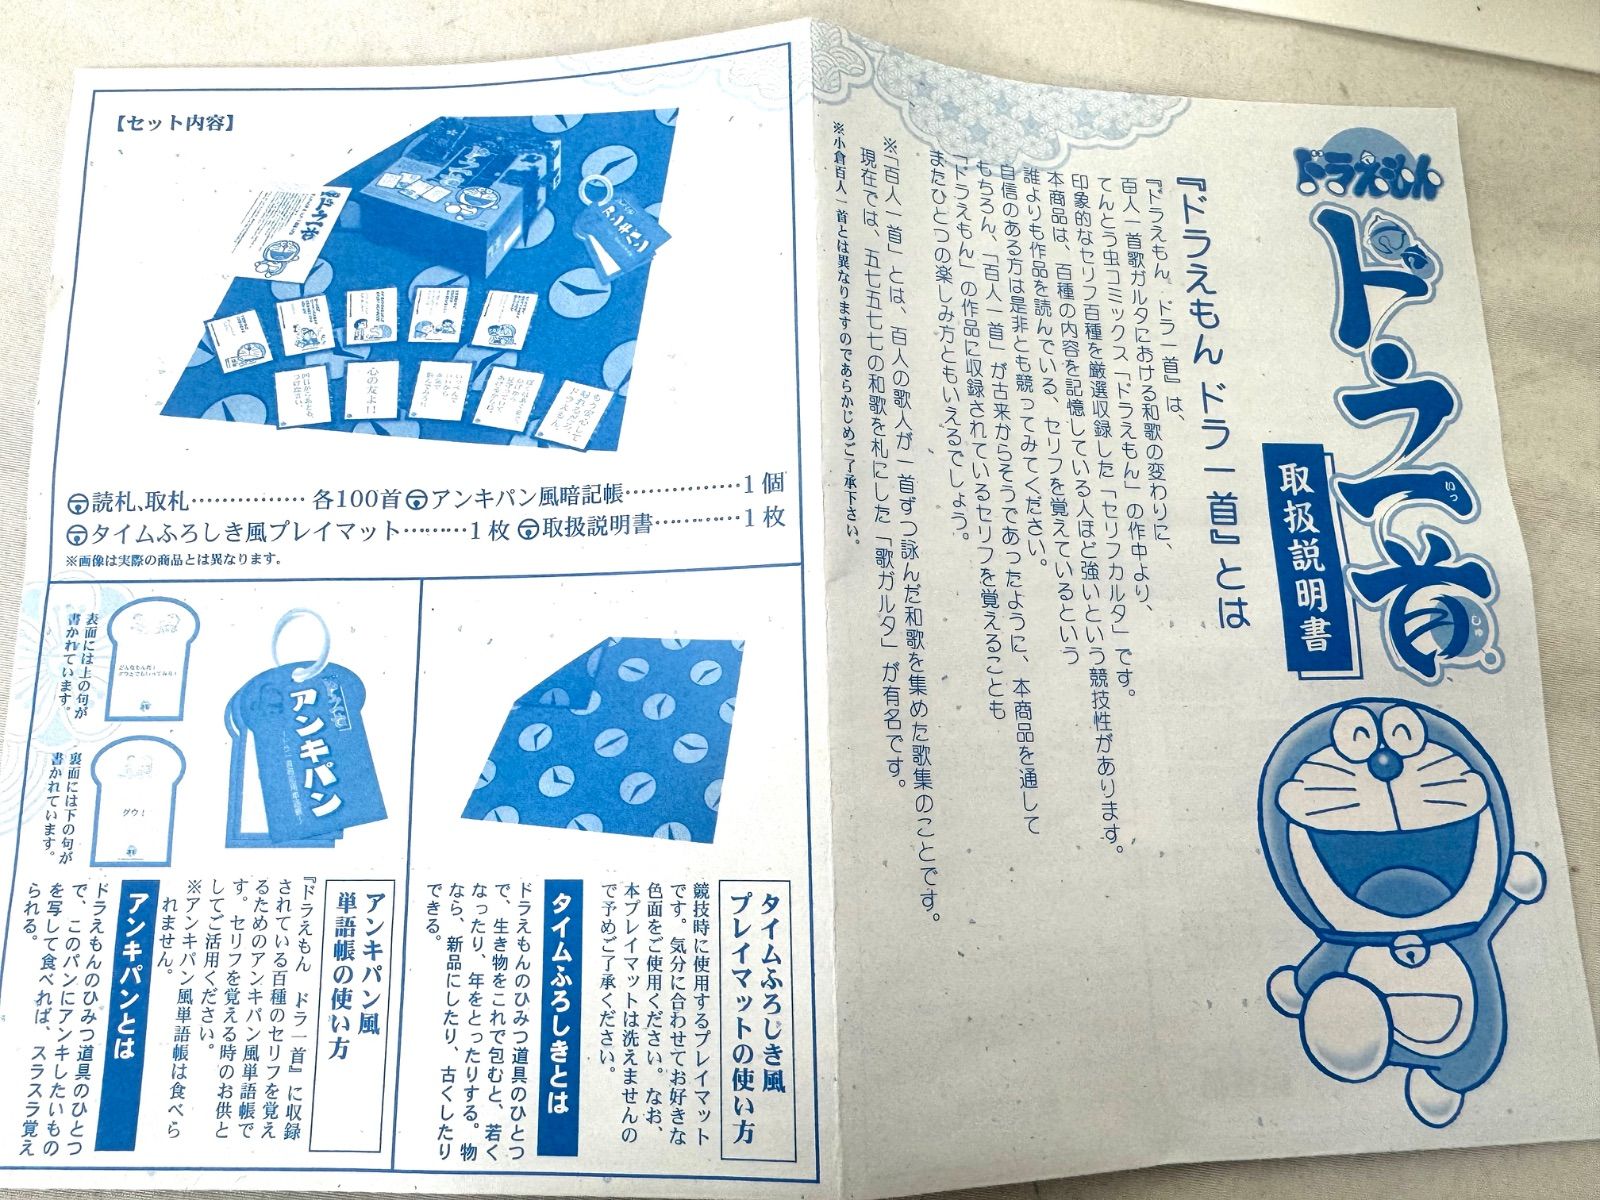 ドラえもん
ドラ一首
いっ
しゅ
取扱説明書
『ドラえもん ドラ一首』とは
『ドラえもん ドラ一首』は、
百人一首歌ガルタにおける和歌の変わりに、
てんとう虫コミックス「ドラえもん」の作中より、
印象的なセリフ百種を厳選収録した「セリフカルタ」です。
本商品は、百種の内容を記憶している人ほど強いという競技性があります。
誰よりも作品を読んでいる、セリフを覚えているという
自信のある方は是非とも競ってみてください。
もちろん、「百人一首」が古来からそうであったように、本商品を通して
「ドラえもん」の作品に収録されているセリフを覚えることも
またひとつの楽しみ方ともいえるでしょう。
※「百人一首」とは、百人の歌人が一首ずつ詠んだ和歌を集めた歌集のことです。
現在では、五七五七七の和歌を札にした「歌ガルタ」が有名です。
※小倉百人一首とは異なりますのであらかじめご了承下さい。
【セット内容】
ドラ一首
アンキパン
心の友よ!!
読札、取札…………… 各100首
アンキパン風暗記帳……………1個
タイムふろしき風プレイマット………1枚
取扱説明書…………1枚
※画像は実際の商品とは異なります。
タイムふろしき風
プレイマットの使い方
競技時に使用するプレイマット
です。気分に合わせてお好きな
色面をご使用ください。なお、
本プレイマットは洗えませんの
で予めご了承ください。
タイムふろしきとは
ドラえもんのひみつ道具のひとつ
で、生き物をこれで包むと、若く
なったり、年をとったりする。物
なら、新品にしたり、古くしたり
できる。
表面には上の句が
書かれています。
どんなもんだ!
グウとでもいってみろ!
裏面には下の句が
書かれています。
グウ!
ドラ一首
アンキパン
アンキパン風
単語帳の使い方
『ドラえもん ドラ一首』に収録
されている百種のセリフを覚え
るためのアンキパン風単語帳で
す。セリフを覚える時のお供と
してご活用ください。
※アンキパン風単語帳は食べら
れません。
アンキパンとは
ドラえもんのひみつ道具のひとつ
で、このパンにアンキしたいもの
を写して食べれば、スラスラ覚え
られる。